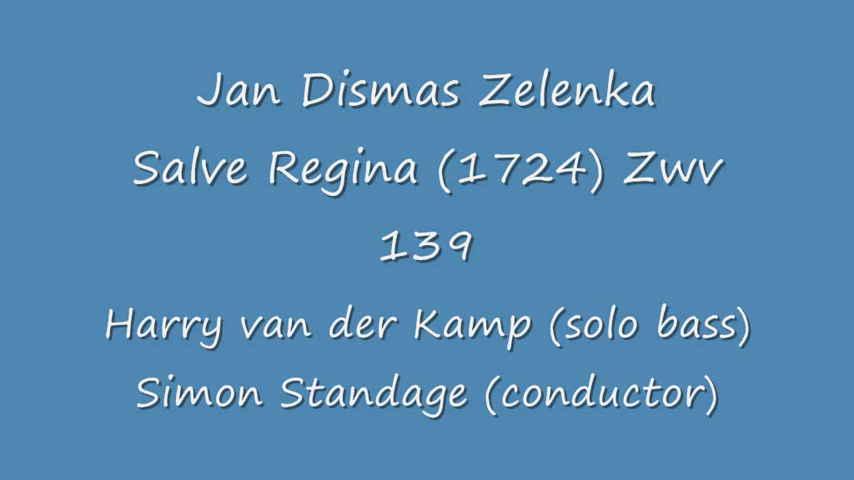 Jan Dismas Zelenka
Salve Regina (1724) Zwv
139
Harry van der Kamp (solo bass)
Simon Standage (conductor)